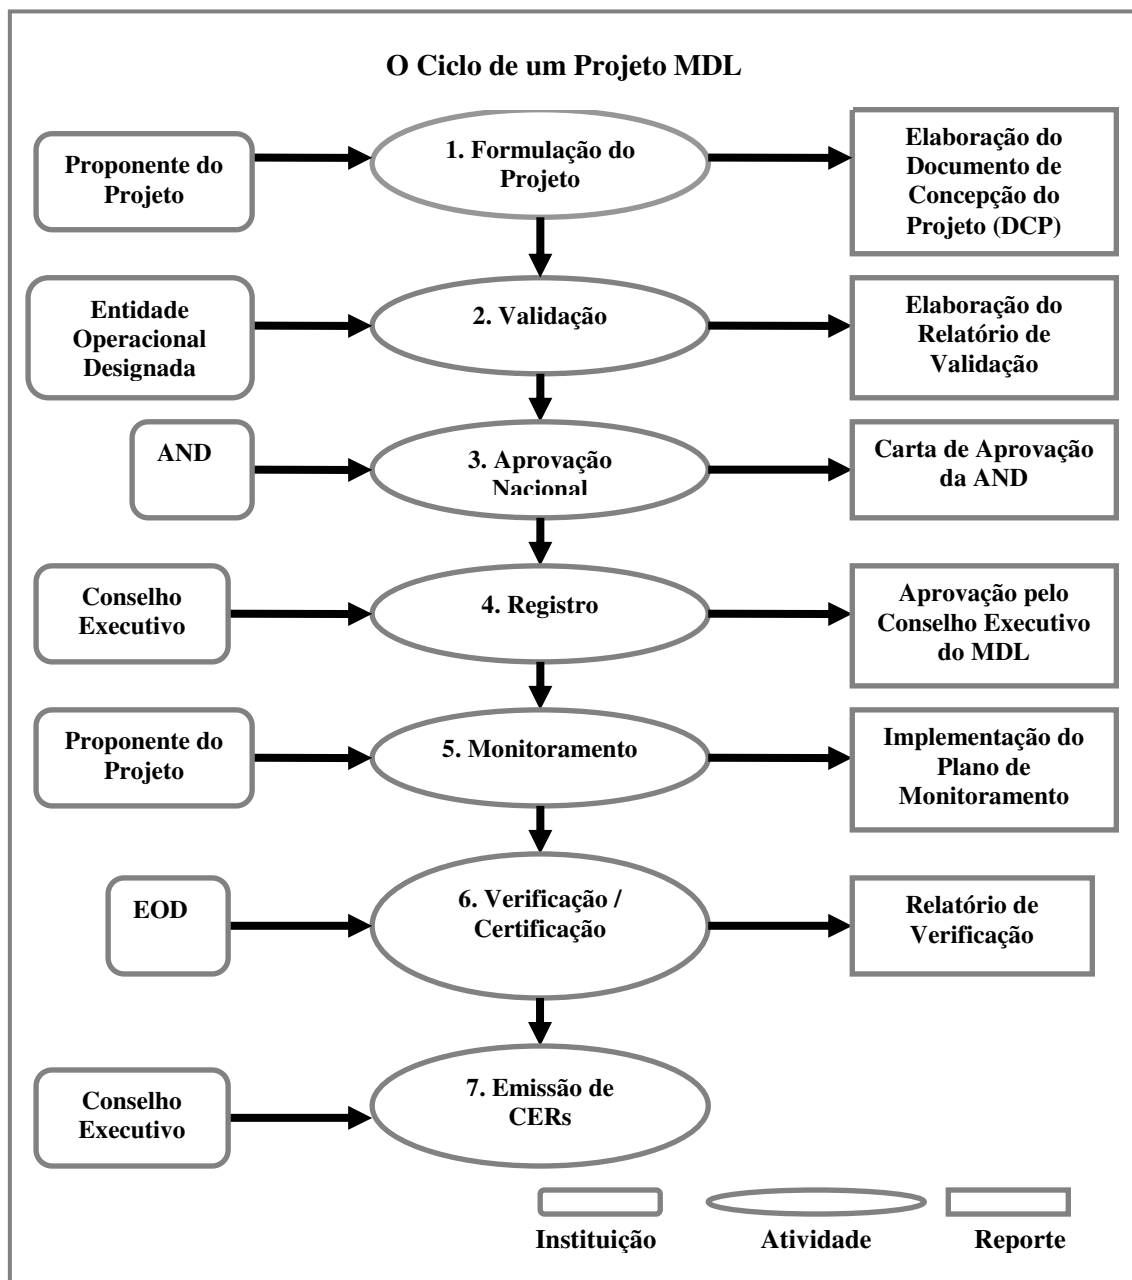 O Ciclo de um Projeto MDL
Proponente do
Projeto
1. Formulação do
Projeto
Elaboração do
Documento de
Concepção do
Projeto (DCP)
Entidade
Operacional
Designada
2. Validação
Elaboração do
Relatório de
Validação
AND
3. Aprovação
Nacional
Carta de Aprovação
da AND
Conselho
Executivo
4. Registro
Aprovação pelo
Conselho Executivo
do MDL
Proponente do
Projeto
5. Monitoramento
Implementação do
Plano de
Monitoramento
EOD
6. Verificação /
Certificação
Relatório de
Verificação
Conselho
Executivo
7. Emissão de
CERs
Instituição
Atividade
Reporte